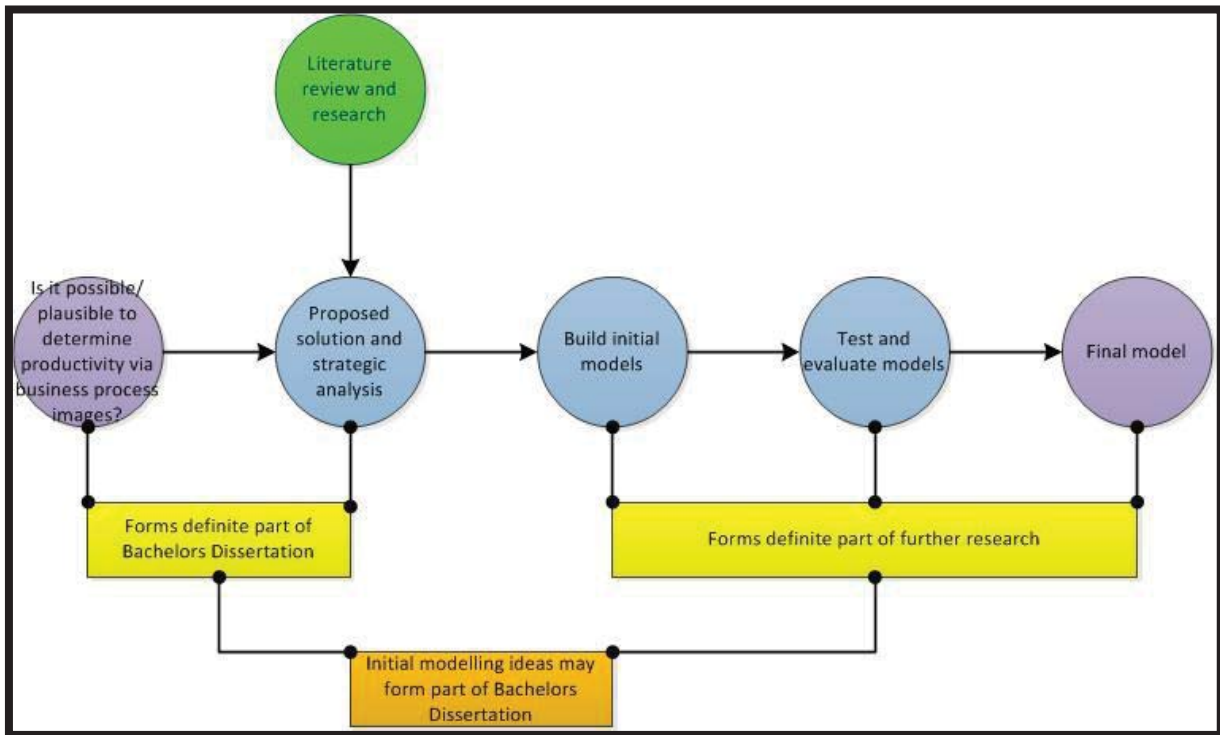 Literature
review and
research
Is it possible/
plausible to
determine
productivity via
business process
images?
Proposed
solution and
strategic
analysis
Build initial
models
Test and
evaluate models
Final model
Forms definite part of
Bachelors Dissertation
Forms definite part of further research
Initial modelling ideas may
form part of Bachelors
Dissertation